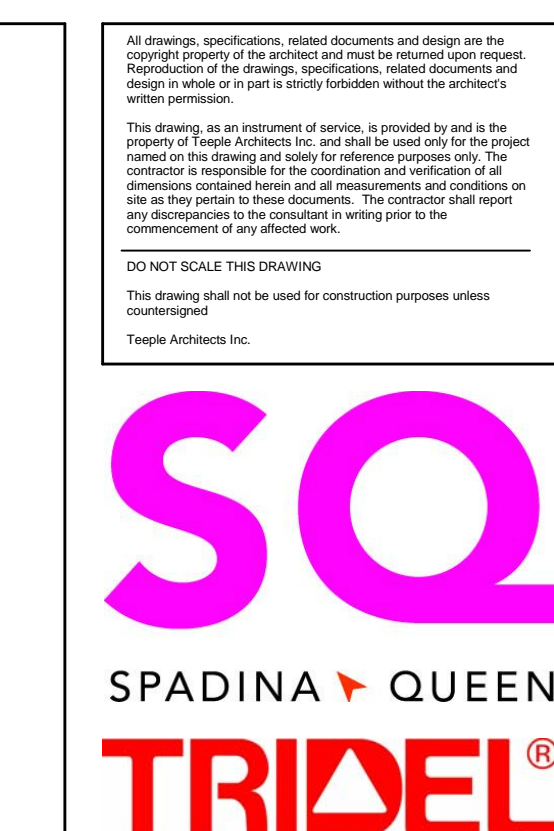 All drawings, specifications, related documents and design are the
copyright property of the architect and must be returned upon request.
Reproduction of the drawings, specifications, related documents and
design in whole or in part is strictly forbidden without the architect's
written permission.
This drawing, as an instrument of service, is provided by and is the
property of Teeple Architects Inc. and shall be used only for the project
named on this drawing and solely for reference purposes only. The
contractor is responsible for the coordination and verification of all
dimensions contained herein and all measurements and conditions on
site as they pertain to these documents. The contractor shall report
any discrepancies to the consultant in writing prior to the
commencement of any affected work.
DO NOT SCALE THIS DRAWING
This drawing shall not be used for construction purposes unless
countersigned
Teeple Architects Inc.
SQ
SPADINA QUEEN
TRIDEL®